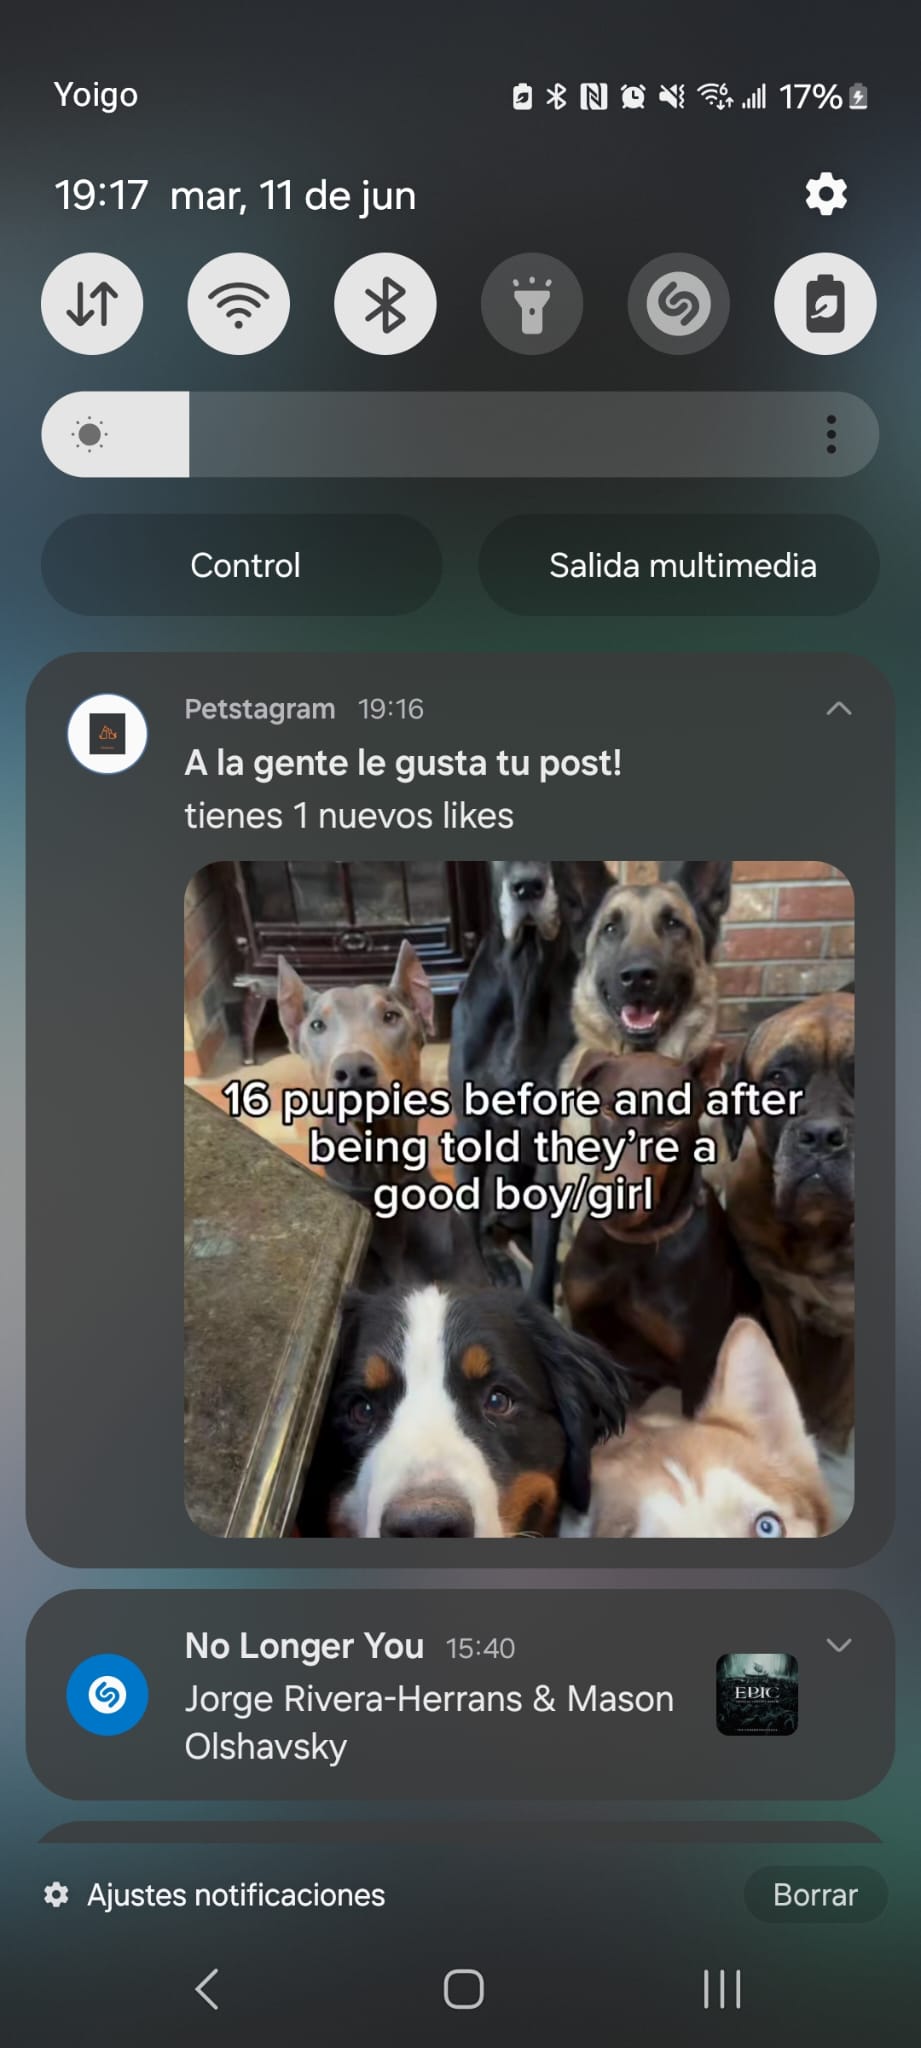 Yoigo 17%
19:17 mar, 11 de jun
Control Salida multimedia
Petstagram 19:16
A la gente le gusta tu post!
tienes 1 nuevos likes
16 puppies before and after
being told they’re a
good boy/girl
No Longer You 15:40
Jorge Rivera-Herrans & Mason
Olshavsky
EPIC
Ajustes notificaciones Borrar